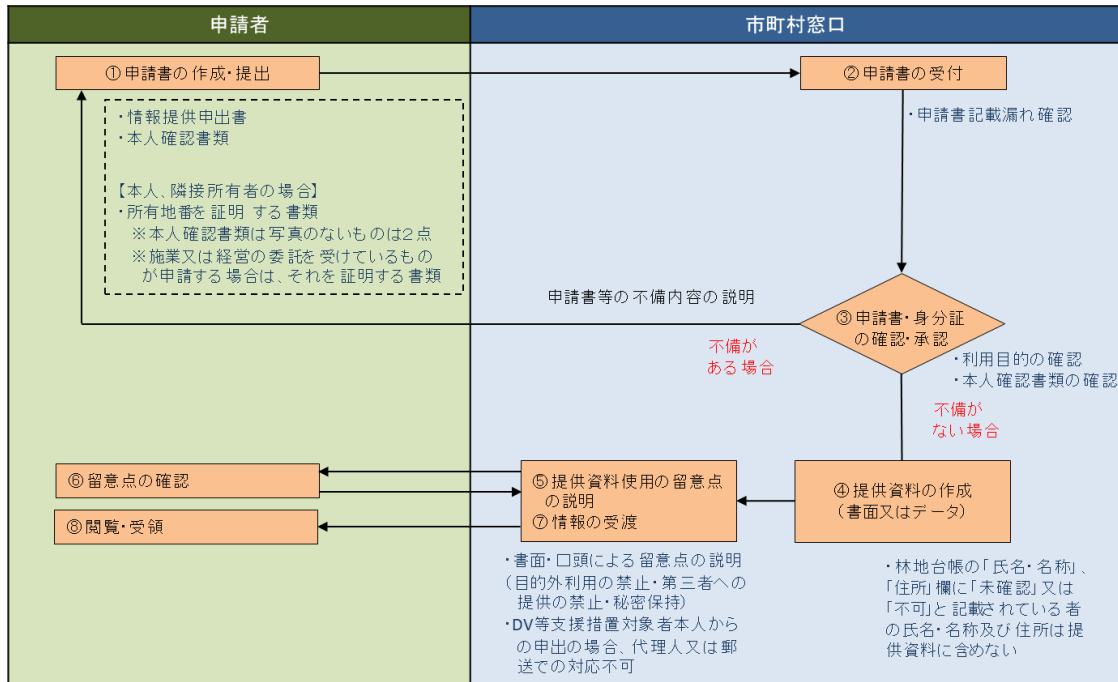 申請者
市町村窓口
①申請書の作成・提出
②申請書の受付
・情報提供申出書
・本人確認書類
【本人、隣接所有者の場合】
・所有地番を証明する書類
※本人確認書類は写真のないものは2点
※施業又は経営の委託を受けているもの
が申請する場合は、それを証明する書類
・申請書記載漏れ確認
申請書等の不備内容の説明
③申請書・身分証
の確認・承認
不備が
ある場合
・利用目的の確認
・本人確認書類の確認
不備が
ない場合
⑥留意点の確認
⑤提供資料使用の留意点
の説明
⑦情報の受渡
④提供資料の作成
(書面又はデータ)
⑧閲覧・受領
・書面・口頭による留意点の説明
(目的外利用の禁止・第三者への
提供の禁止・秘密保持)
・DV等支援措置対象者本人から
の申出の場合、代理人又は郵
送での対応不可
・林地台帳の「氏名・名称」、
「住所」欄に「未確認」又は
「不可」と記載されている者
の氏名・名称及び住所は提
供資料に含めない